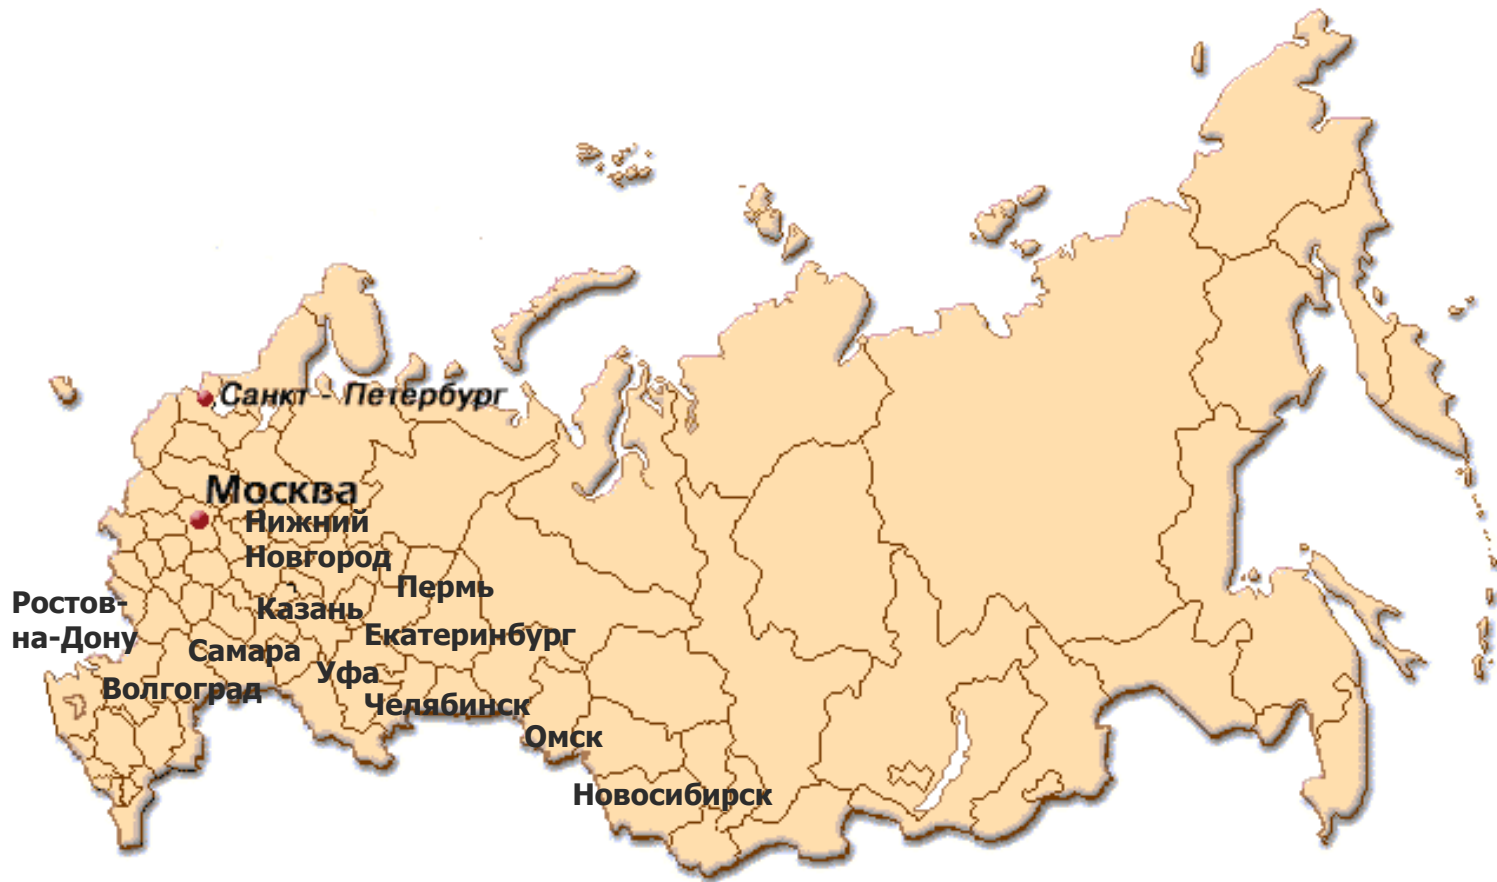 Санкт - Петербург
Москва
Нижний
Новгород
Пермь
Ростов-
на-Дону
Казань
Екатеринбург
Самара
Уфа
Волгоград
Челябинск
Омск
Новосибирск